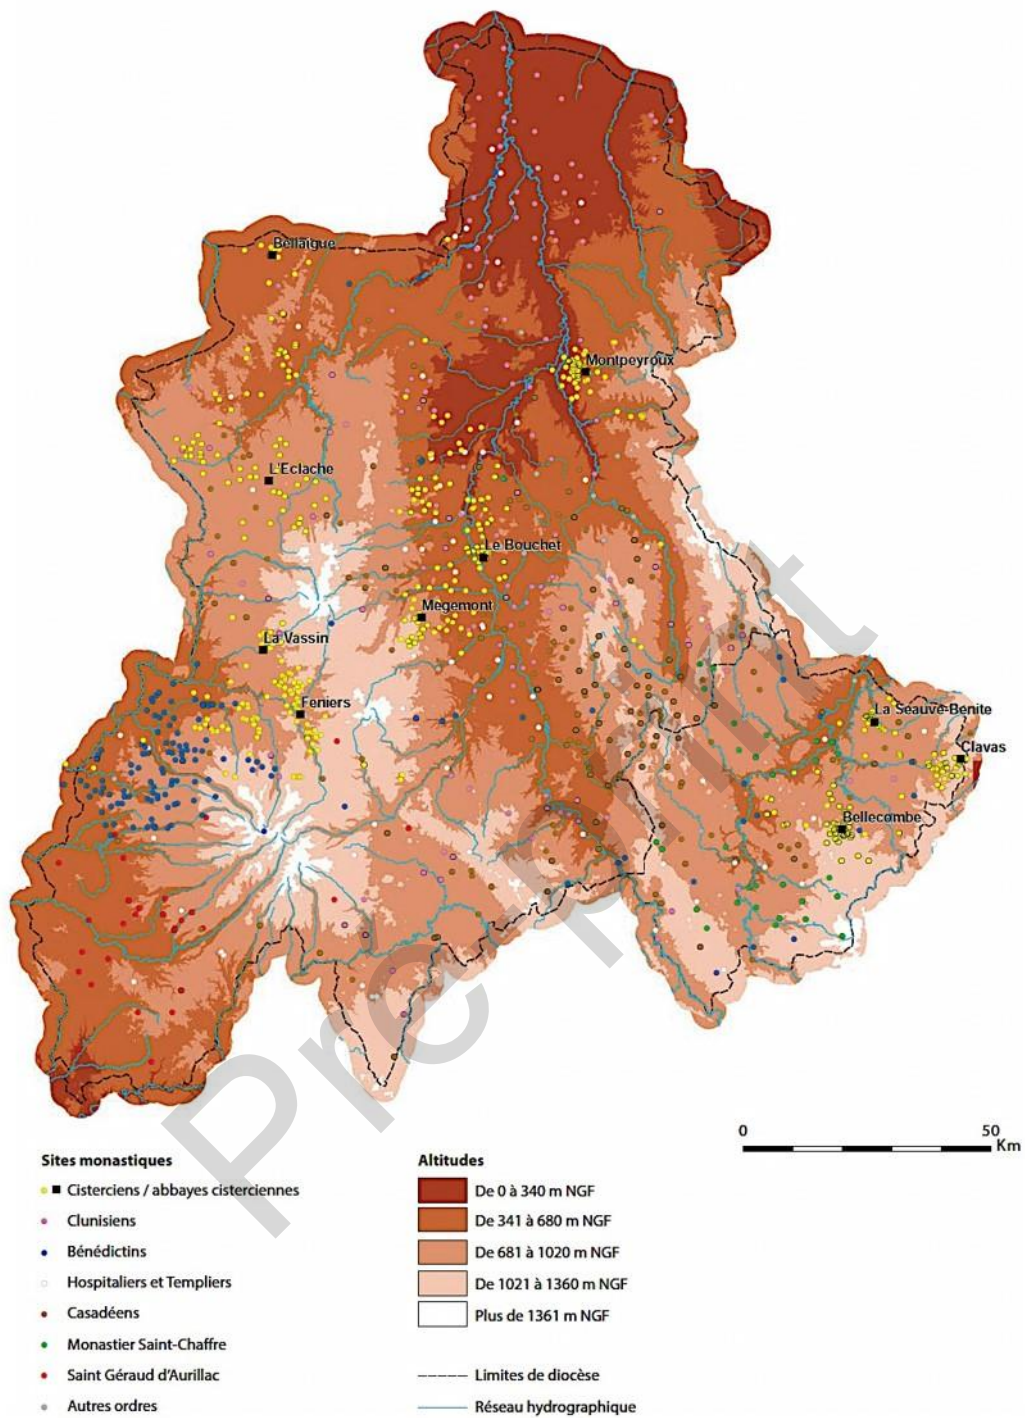 Bellaigue
Montpeyroux
L'Eclache
Le Bouchet
Megemont
La Vassin
Feniers
La Seauve-Benite
Clavas
Bellecombe
Pre-print
0 50
Km
Sites monastiques
Cisterciens / abbayes cisterciennes
Clunisiens
Bénédictins
Hospitaliers et Templiers
Casadéens
Monastier Saint-Chaffre
Saint Géraud d'Aurillac
Autres ordres
Altitudes
De 0 à 340 m NGF
De 341 à 680 m NGF
De 681 à 1020 m NGF
De 1021 à 1360 m NGF
Plus de 1361 m NGF
Limites de diocèse
Réseau hydrographique